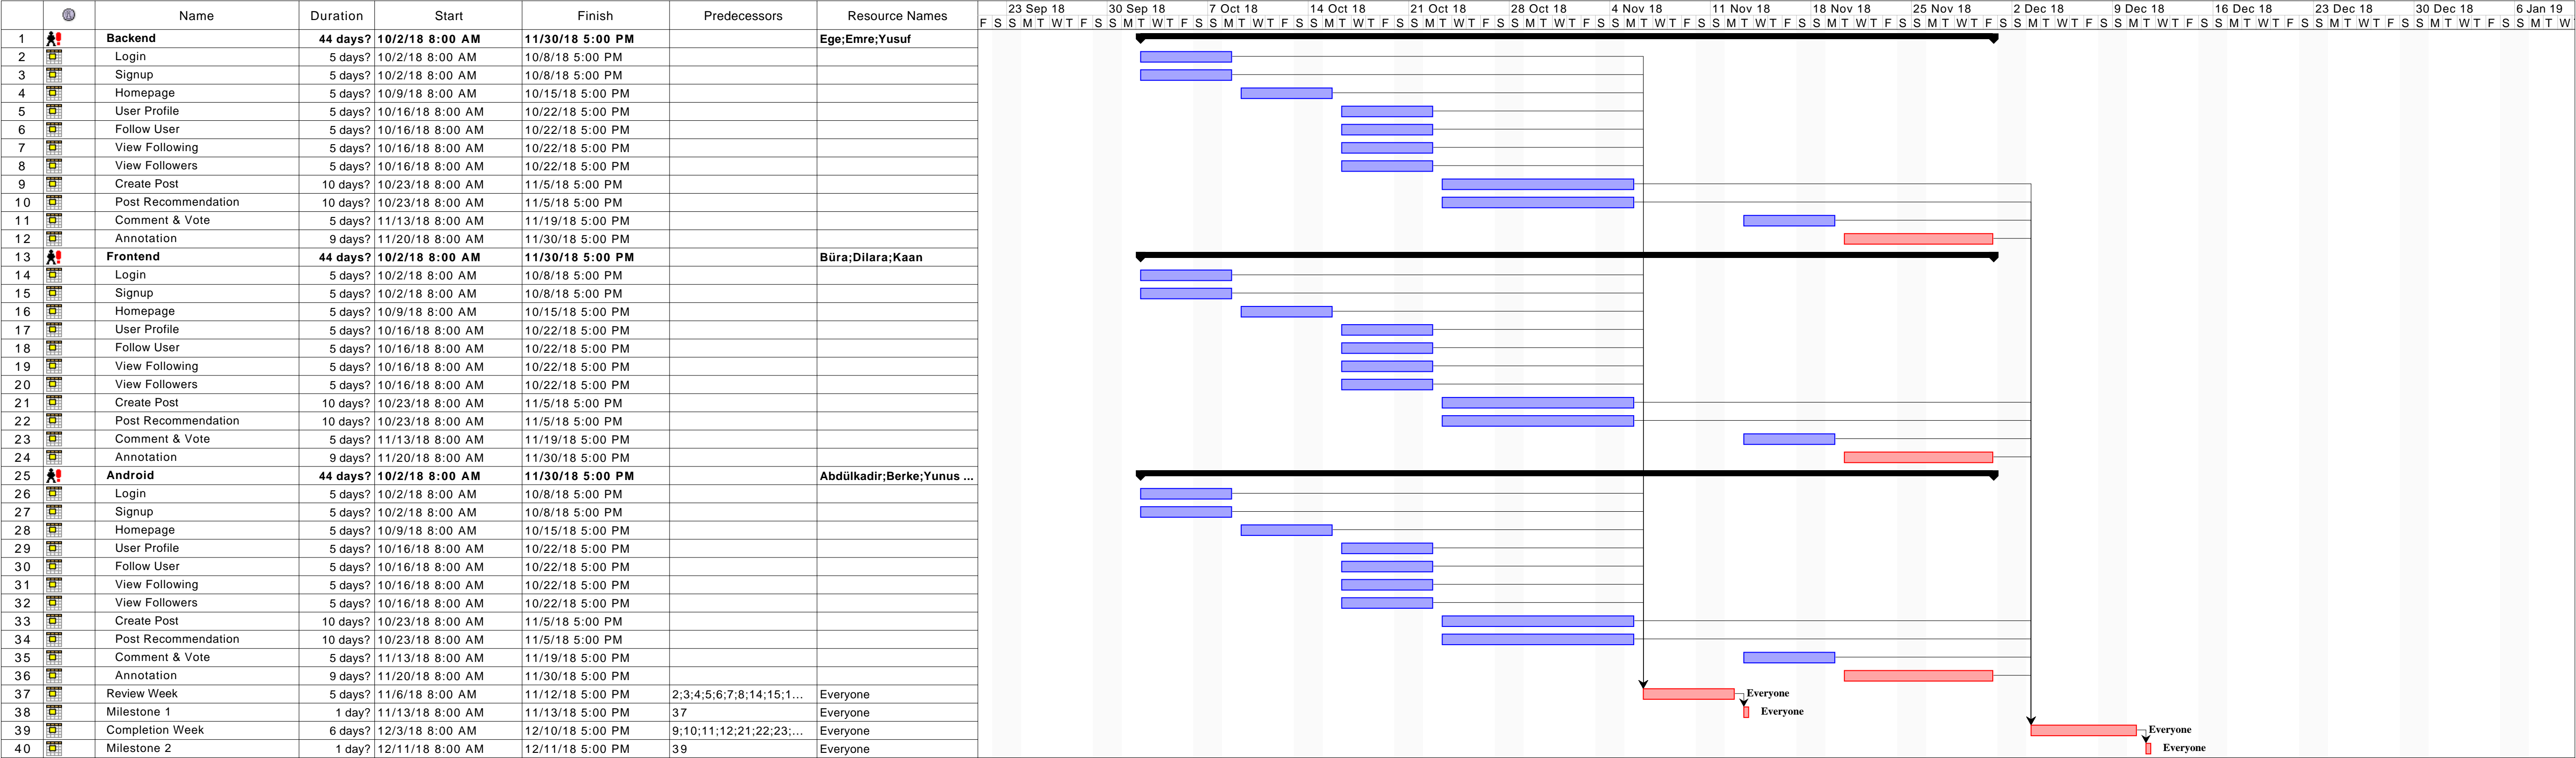 Name Duration Start Finish Predecessors Resource Names
23 Sep 18 30 Sep 18 7 Oct 18 14 Oct 18 21 Oct 18 28 Oct 18 4 Nov 18 11 Nov 18 18 Nov 18 25 Nov 18 2 Dec 18 9 Dec 18 16 Dec 18 23 Dec 18 30 Dec 18 6 Jan 19
F S S M T W T F S S M T W T F S S M T W T F S S M T W T F S S M T W T F S S M T W T F S S M T W T F S S M T W T F S S M T W T F S S M T W T F S S M T W T F S S M T W T F S S M T W T F S S M T W T F S S M T W T F S S M T W
1 Backend 44 days? 10/2/18 8:00 AM 11/30/18 5:00 PM Ege;Emre;Yusuf
2 Login 5 days? 10/2/18 8:00 AM 10/8/18 5:00 PM
3 Signup 5 days? 10/2/18 8:00 AM 10/8/18 5:00 PM
4 Homepage 5 days? 10/9/18 8:00 AM 10/15/18 5:00 PM
5 User Profile 5 days? 10/16/18 8:00 AM 10/22/18 5:00 PM
6 Follow User 5 days? 10/16/18 8:00 AM 10/22/18 5:00 PM
7 View Following 5 days? 10/16/18 8:00 AM 10/22/18 5:00 PM
8 View Followers 5 days? 10/16/18 8:00 AM 10/22/18 5:00 PM
9 Create Post 10 days? 10/23/18 8:00 AM 11/5/18 5:00 PM
10 Post Recommendation 10 days? 10/23/18 8:00 AM 11/5/18 5:00 PM
11 Comment & Vote 5 days? 11/13/18 8:00 AM 11/19/18 5:00 PM
12 Annotation 9 days? 11/20/18 8:00 AM 11/30/18 5:00 PM
13 Frontend 44 days? 10/2/18 8:00 AM 11/30/18 5:00 PM Büra;Dilara;Kaan
14 Login 5 days? 10/2/18 8:00 AM 10/8/18 5:00 PM
15 Signup 5 days? 10/2/18 8:00 AM 10/8/18 5:00 PM
16 Homepage 5 days? 10/9/18 8:00 AM 10/15/18 5:00 PM
17 User Profile 5 days? 10/16/18 8:00 AM 10/22/18 5:00 PM
18 Follow User 5 days? 10/16/18 8:00 AM 10/22/18 5:00 PM
19 View Following 5 days? 10/16/18 8:00 AM 10/22/18 5:00 PM
20 View Followers 5 days? 10/16/18 8:00 AM 10/22/18 5:00 PM
21 Create Post 10 days? 10/23/18 8:00 AM 11/5/18 5:00 PM
22 Post Recommendation 10 days? 10/23/18 8:00 AM 11/5/18 5:00 PM
23 Comment & Vote 5 days? 11/13/18 8:00 AM 11/19/18 5:00 PM
24 Annotation 9 days? 11/20/18 8:00 AM 11/30/18 5:00 PM
25 Android 44 days? 10/2/18 8:00 AM 11/30/18 5:00 PM Abdülkadir;Berke;Yunus ...
26 Login 5 days? 10/2/18 8:00 AM 10/8/18 5:00 PM
27 Signup 5 days? 10/2/18 8:00 AM 10/8/18 5:00 PM
28 Homepage 5 days? 10/9/18 8:00 AM 10/15/18 5:00 PM
29 User Profile 5 days? 10/16/18 8:00 AM 10/22/18 5:00 PM
30 Follow User 5 days? 10/16/18 8:00 AM 10/22/18 5:00 PM
31 View Following 5 days? 10/16/18 8:00 AM 10/22/18 5:00 PM
32 View Followers 5 days? 10/16/18 8:00 AM 10/22/18 5:00 PM
33 Create Post 10 days? 10/23/18 8:00 AM 11/5/18 5:00 PM
34 Post Recommendation 10 days? 10/23/18 8:00 AM 11/5/18 5:00 PM
35 Comment & Vote 5 days? 11/13/18 8:00 AM 11/19/18 5:00 PM
36 Annotation 9 days? 11/20/18 8:00 AM 11/30/18 5:00 PM
37 Review Week 5 days? 11/6/18 8:00 AM 11/12/18 5:00 PM 2;3;4;5;6;7;8;14;15;1... Everyone Everyone
38 Milestone 1 1 day? 11/13/18 8:00 AM 11/13/18 5:00 PM 37 Everyone Everyone
39 Completion Week 6 days? 12/3/18 8:00 AM 12/10/18 5:00 PM 9;10;11;12;21;22;23;... Everyone Everyone
40 Milestone 2 1 day? 12/11/18 8:00 AM 12/11/18 5:00 PM 39 Everyone Everyone